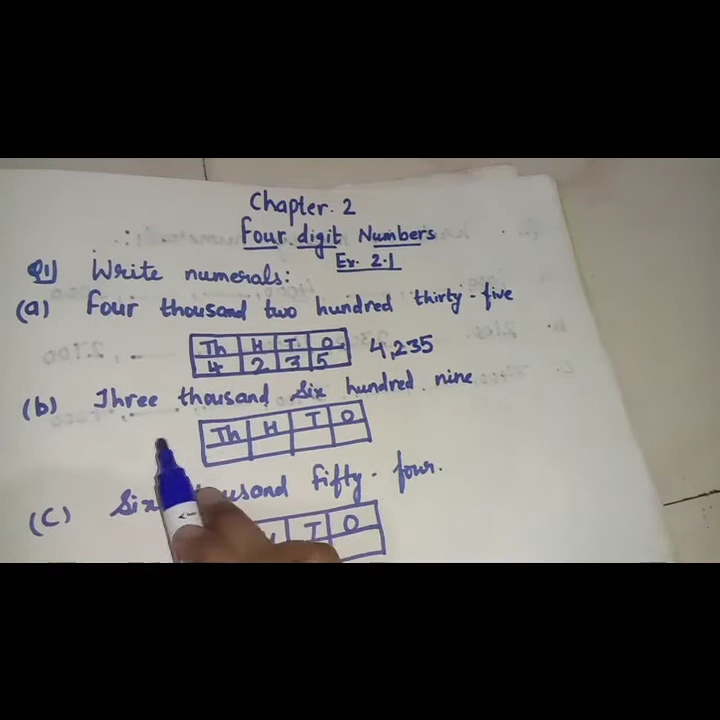 Chapter. 2
Four digit Numbers
Ex. 2.1
Q1) Write numerals:
(a) Four thousand two hundred thirty-five
Th H T O
4 2 3 5 4,235
(b) Three thousand six hundred nine
Th H T O
(C) Six thousand fifty-four.
H T O